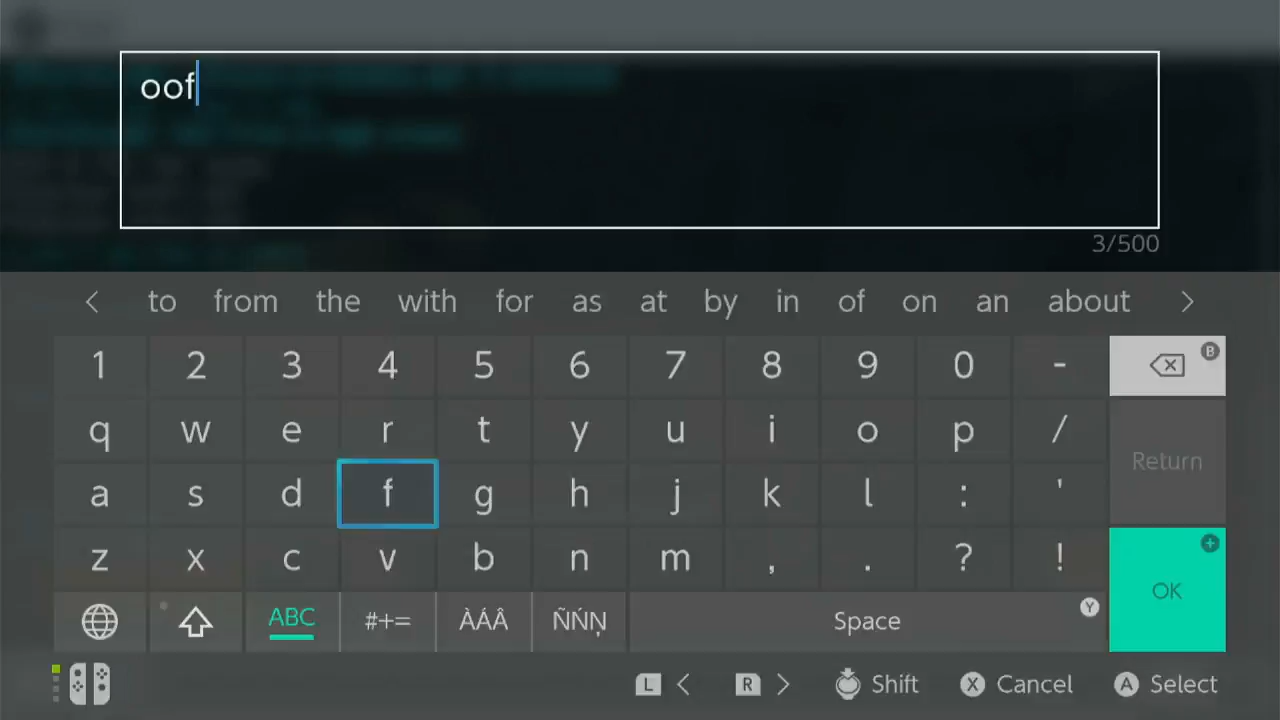 oof
3/500
< to from the with for as at by in of on an about >
1 2 3 4 5 6 7 8 9 0 - B
q w e r t y u i o p /
Return
a s d f g h j k l : '
z x c v b n m , . ? ! +
OK
ABC #+= ÀÁÂ ÑŃŅ Space Y
L < R > Shift X Cancel A Select